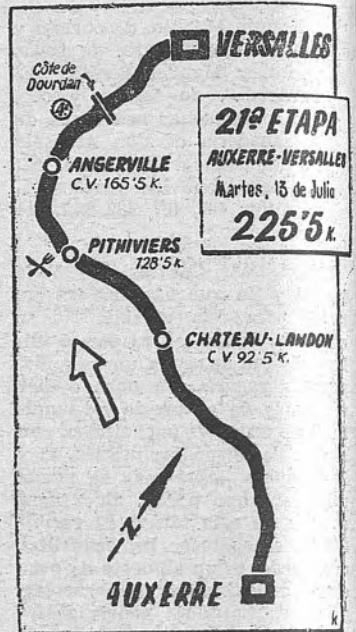 VERSALLES
Côte de
Dourdan
4ª
21ª ETAPA
AUXERRE-VERSALLES
Martes, 13 de Julio
225'5 K.
ANGERVILLE
C.V. 165'5 K.
PITHIVIERS
128'5 K.
CHATEAU-LANDON
C V 92'5 K.
N
AUXERRE
k